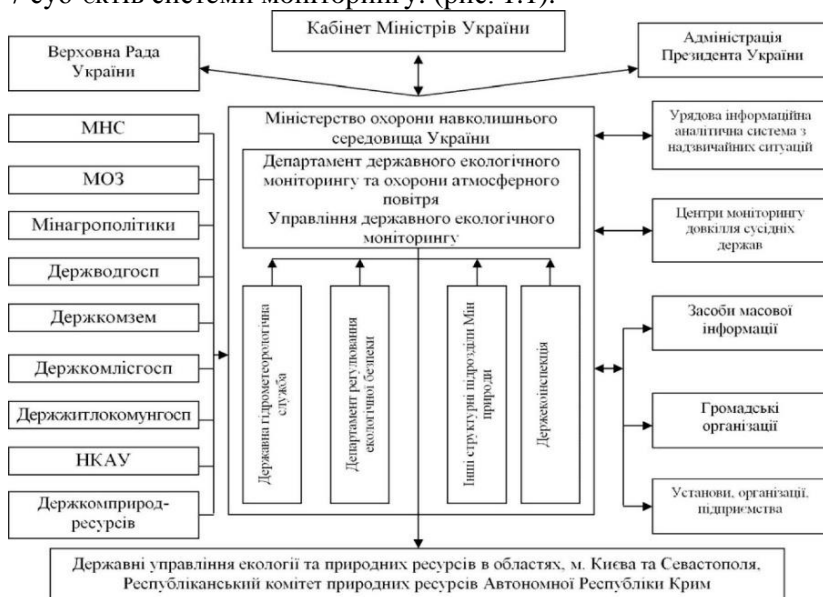 7 суб'єктів системи моніторингу. (рис. 1.1).
Кабінет Міністрів України
Верховна Рада
України
Адміністрація
Президента України
МНС
МОЗ
Мінагрополітики
Держводгосп
Держкомзем
Держкомлісгосп
Держжитлокомунгосп
НКАУ
Держкомприрод-
ресурсів
Міністерство охорони навколишнього
середовища України
Департамент державного екологічного
моніторингу та охорони атмосферного
повітря
Управління державного екологічного
моніторингу
Державна гідрометеорологічна
служба
Департамент регулювання
екологічної безпеки
Інші структурні підрозділи Мін
природи
Держекоінспекція
Урядова інформаційна
аналітична система з
надзвичайних ситуацій
Центри моніторингу
довкілля сусідніх
держав
Засоби масової
інформації
Громадські
організації
Установи, організації,
підприємства
Державні управління екології та природних ресурсів в областях, м. Києва та Севастополя,
Республіканський комітет природних ресурсів Автономної Республіки Крим